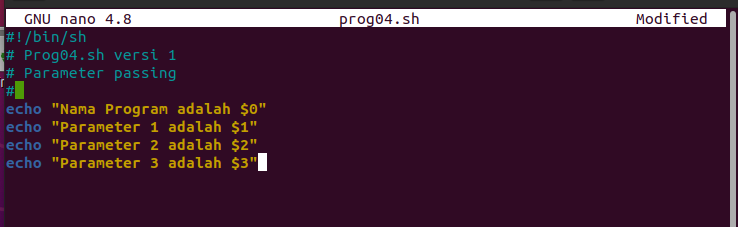 GNU nano 4.8 prog04.sh Modified
#!/bin/sh
# Prog04.sh versi 1
# Parameter passing
#
echo "Nama Program adalah $0"
echo "Parameter 1 adalah $1"
echo "Parameter 2 adalah $2"
echo "Parameter 3 adalah $3"